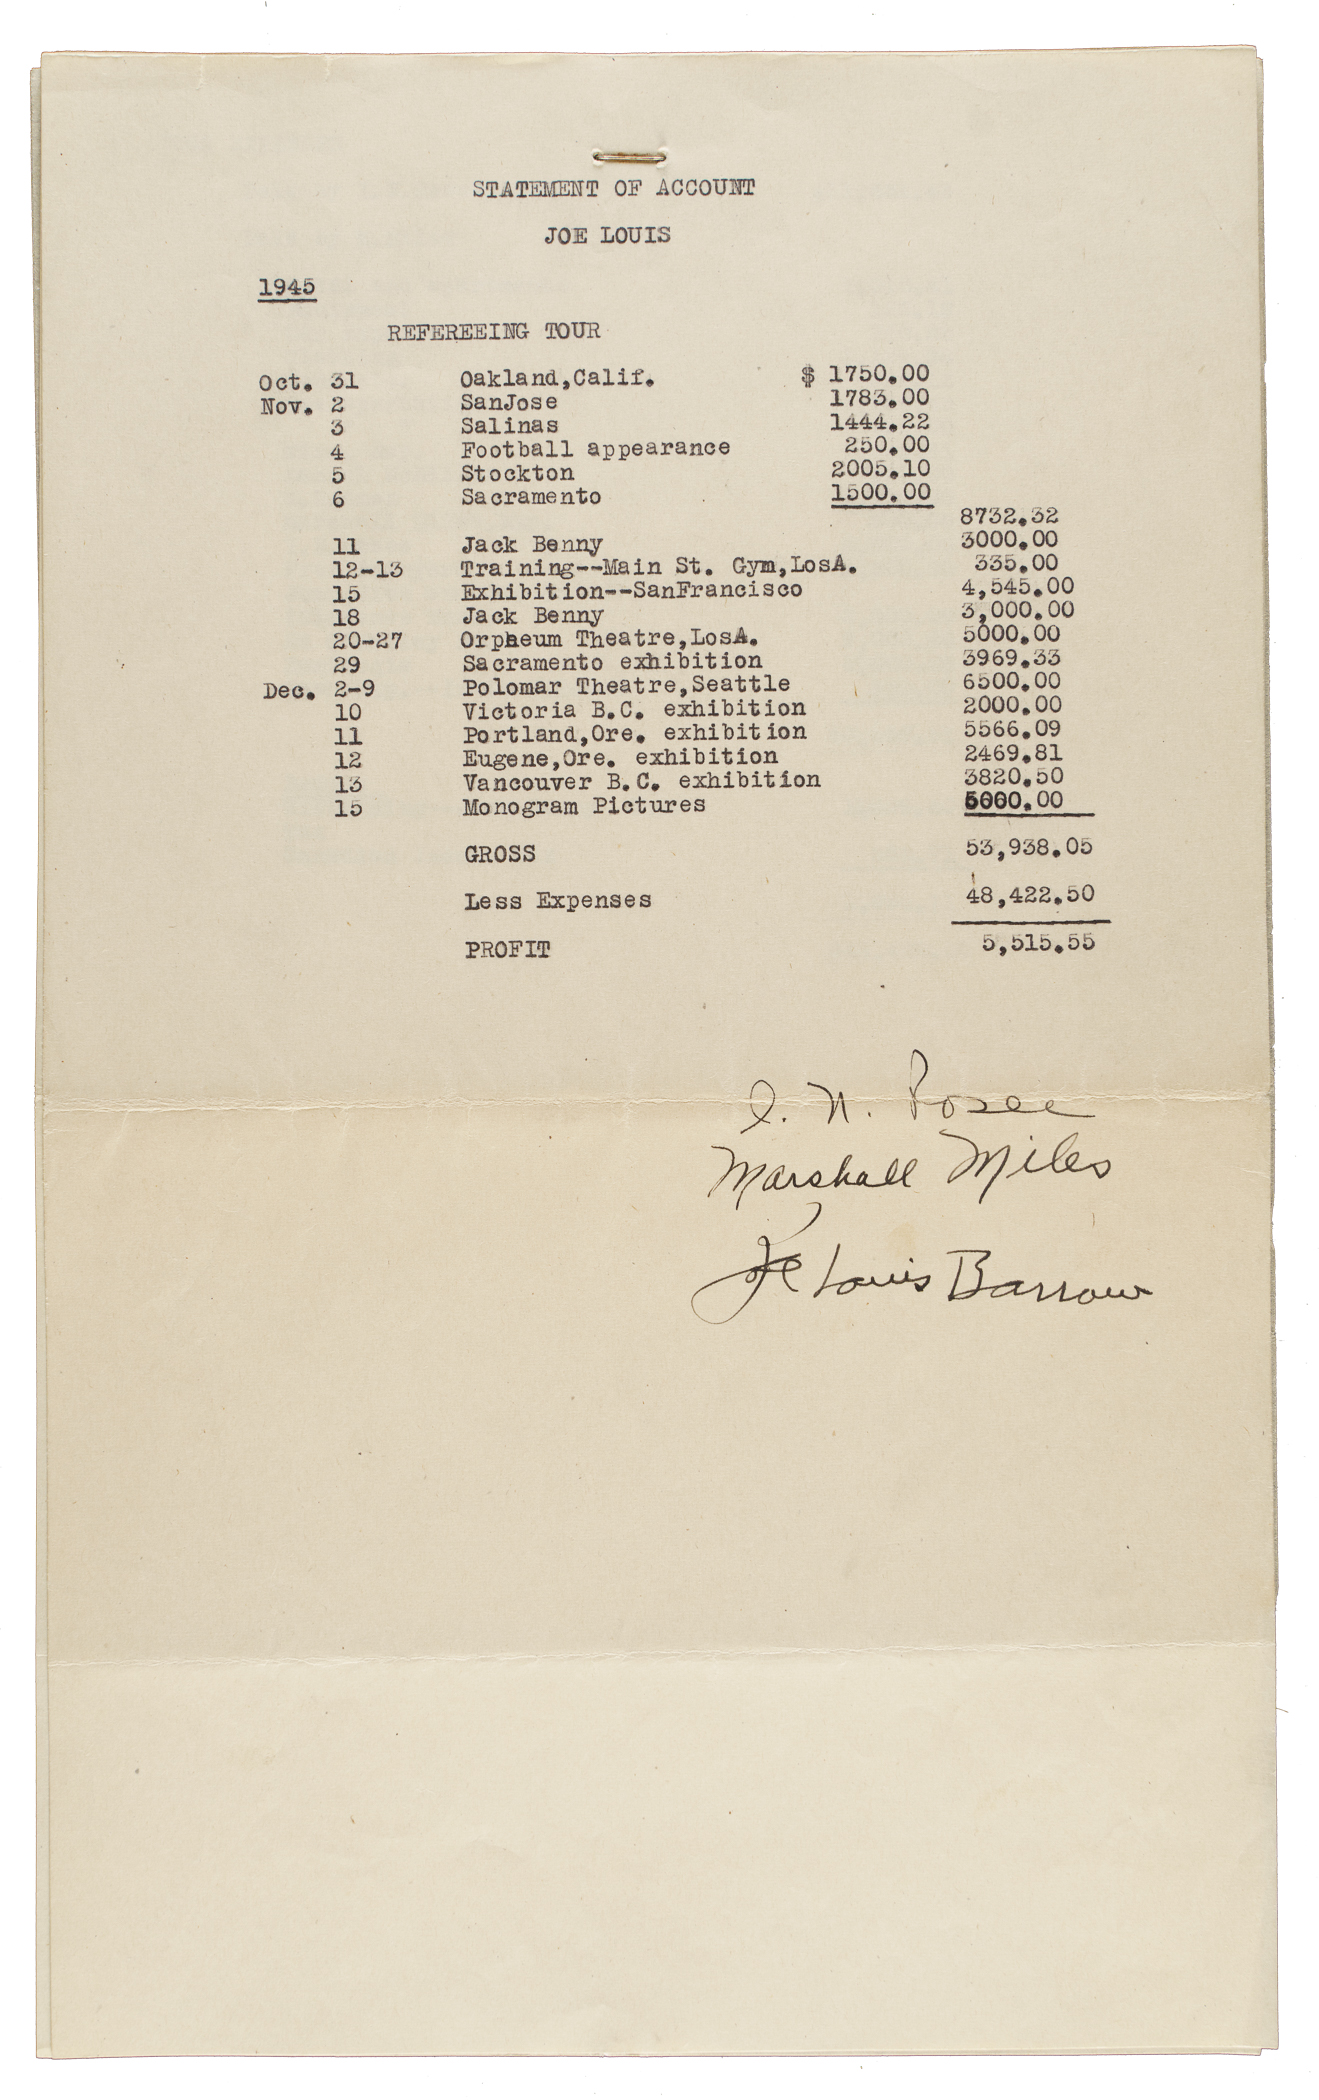 STATEMENT OF ACCOUNT
JOE LOUIS
1945
REFEREEING TOUR
Oct. 31 Oakland,Calif. $ 1750.00
Nov. 2 SanJose 1783.00
3 Salinas 1444.22
4 Football appearance 250.00
5 Stockton 2005.10
6 Sacramento 1500.00
8732.32
11 Jack Benny 3000.00
12-13 Training--Main St. Gym,LosA. 335.00
15 Exhibition--SanFrancisco 4,545.00
18 Jack Benny 3,000.00
20-27 Orpheum Theatre,LosA. 5000.00
29 Sacramento exhibition 3969.33
Dec. 2-9 Polomar Theatre,Seattle 6500.00
10 Victoria B.C. exhibition 2000.00
11 Portland,Ore. exhibition 5566.09
12 Eugene,Ore. exhibition 2469.81
13 Vancouver B.C. exhibition 3820.50
15 Monogram Pictures 5000.00
GROSS 53,938.05
Less Expenses 48,422.50
PROFIT 5,515.55
Marshall Miles
Joe Louis Barrow